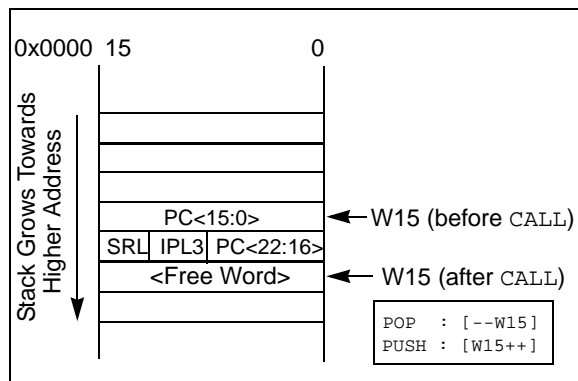 0x0000 15 0
Stack Grows Towards
Higher Address
PC<15:0>
W15 (before CALL)
SRL IPL3 PC<22:16>
<Free Word>
W15 (after CALL)
POP : [--W15]
PUSH : [W15++]